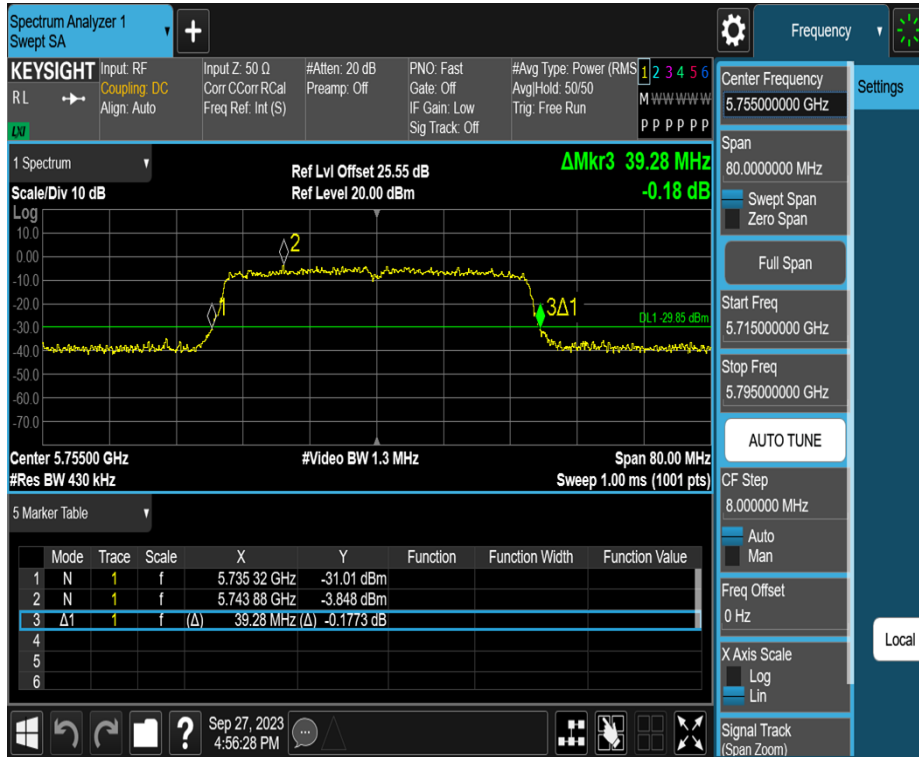 Spectrum Analyzer 1
Swept SA
+
Frequency
KEYSIGHT
R L
LXI
Input: RF
Coupling: DC
Align: Auto
Input Z: 50 Ω
Corr CCorr RCal
Freq Ref: Int (S)
#Atten: 20 dB
Preamp: Off
PNO: Fast
Gate: Off
IF Gain: Low
Sig Track: Off
#Avg Type: Power (RMS
Avg|Hold: 50/50
Trig: Free Run
1 2 3 4 5 6
M W W W W W
P P P P P P
1 Spectrum
Scale/Div 10 dB
Ref Lvl Offset 25.55 dB
Ref Level 20.00 dBm
ΔMkr3 39.28 MHz
-0.18 dB
Log
10.0
0.00
-10.0
-20.0
-30.0
-40.0
-50.0
-60.0
-70.0
2
1
3Δ1
DL1 -29.85 dBm
Center 5.75500 GHz
#Video BW 1.3 MHz
Span 80.00 MHz
#Res BW 430 kHz
Sweep 1.00 ms (1001 pts)
5 Marker Table
Mode Trace Scale X Y Function Function Width Function Value
1 N 1 f 5.735 32 GHz -31.01 dBm
2 N 1 f 5.743 88 GHz -3.848 dBm
3 Δ1 1 f (Δ) 39.28 MHz (Δ) -0.1773 dB
4
5
6
?
Sep 27, 2023
4:56:28 PM
Center Frequency
5.755000000 GHz
Span
80.0000000 MHz
Swept Span
Zero Span
Full Span
Start Freq
5.715000000 GHz
Stop Freq
5.795000000 GHz
AUTO TUNE
CF Step
8.000000 MHz
Auto
Man
Freq Offset
0 Hz
X Axis Scale
Log
Lin
Signal Track
(Span Zoom)
Settings
Local